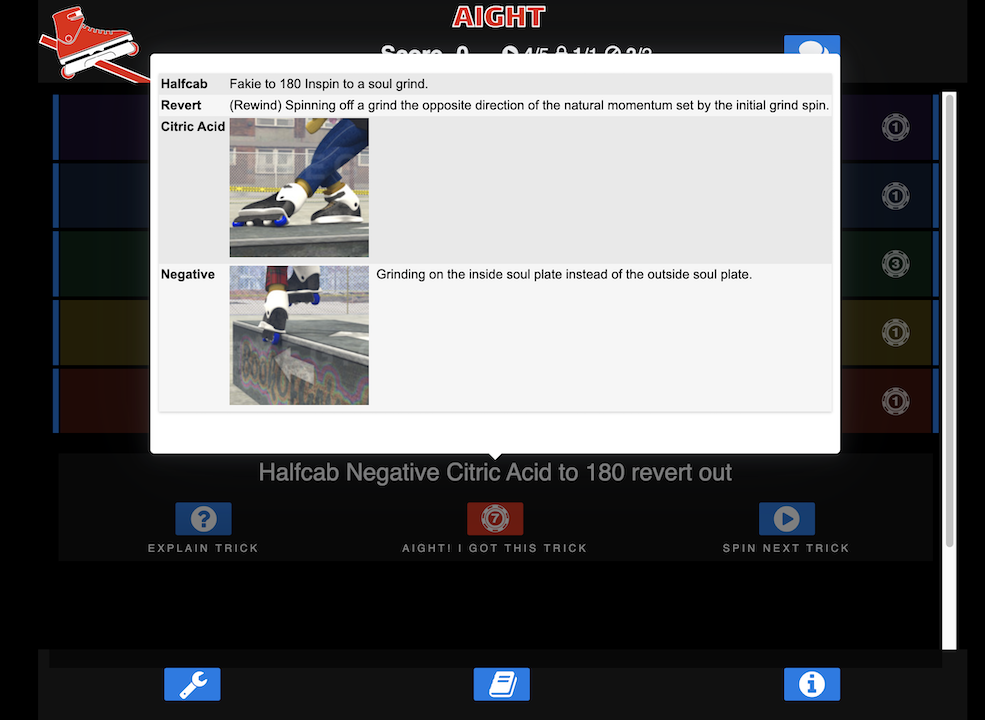 AIGHT
Score 0 4/5 1/1 2/2
Halfcab Fakie to 180 Inspin to a soul grind.
Revert (Rewind) Spinning off a grind the opposite direction of the natural momentum set by the initial grind spin.
Citric Acid
Negative Grinding on the inside soul plate instead of the outside soul plate.
1
1
3
1
1
Halfcab Negative Citric Acid to 180 revert out
7
EXPLAIN TRICK AIGHT! I GOT THIS TRICK SPIN NEXT TRICK